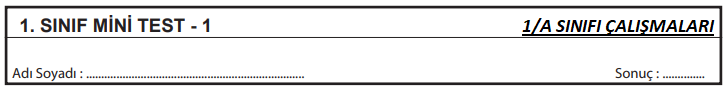 1. SINIF MİNİ TEST - 1 1/A SINIFI ÇALIŞMALARI
Adı Soyadı : ................................................................ Sonuç : .............